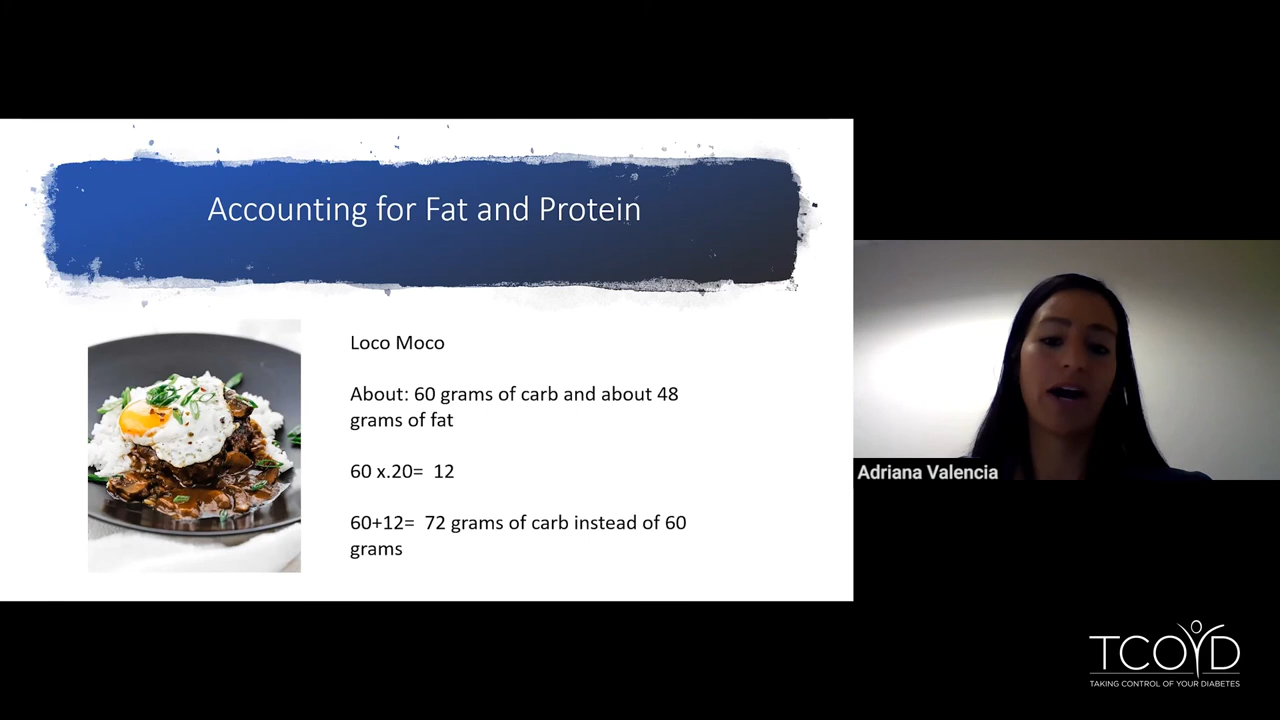 Accounting for Fat and Protein
Loco Moco
About: 60 grams of carb and about 48
grams of fat
60 x.20=  12
60+12=  72 grams of carb instead of 60
grams
Adriana Valencia
TCOYD
TAKING CONTROL OF YOUR DIABETES